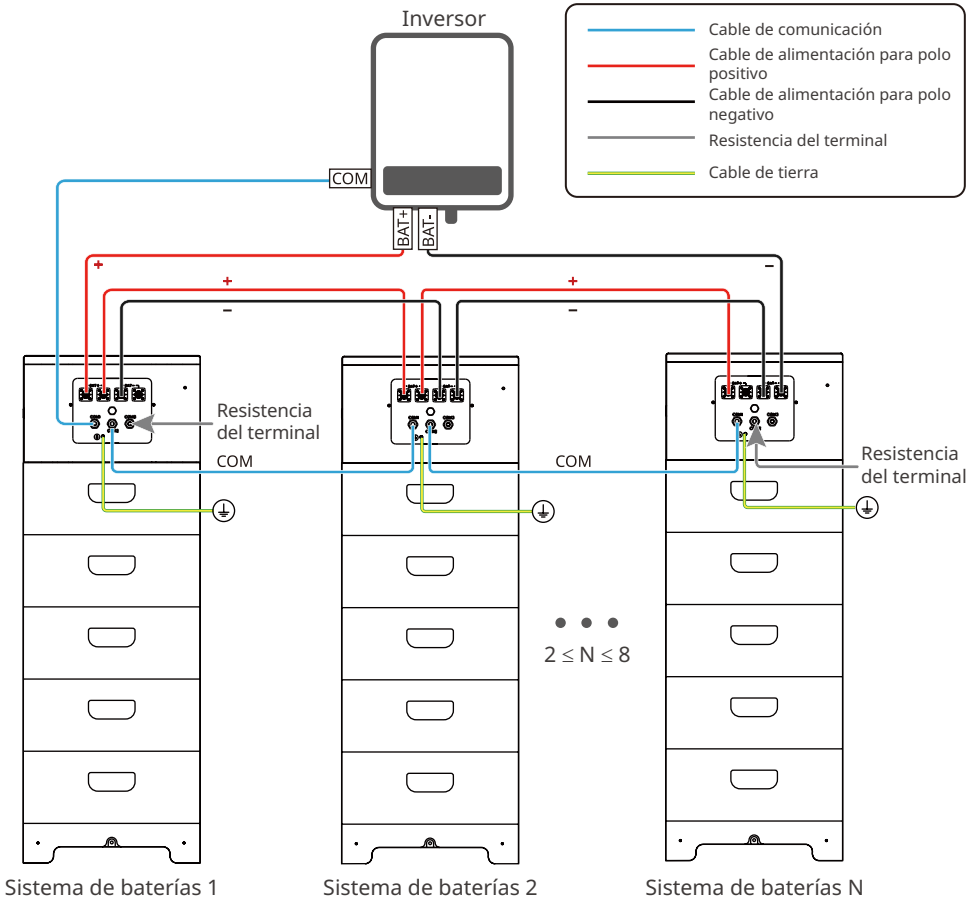 Inversor
Cable de comunicación
Cable de alimentación para polo
positivo
Cable de alimentación para polo
negativo
Resistencia del terminal
Cable de tierra
COM
BAT+
BAT-
+
–
+
–
+
–
Resistencia
del terminal
COM
COM
Resistencia
del terminal
2 ≤ N ≤ 8
Sistema de baterías 1
Sistema de baterías 2
Sistema de baterías N